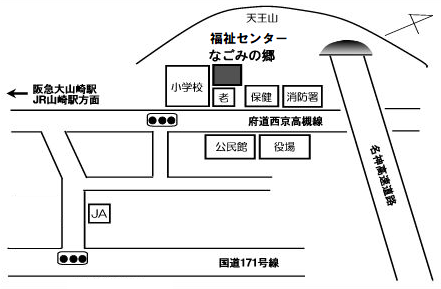 天王山
福祉センター
なごみの郷
小学校
老
保健
消防署
阪急大山崎駅
JR山崎駅方面
府道西京高槻線
公民館
役場
名神高速道路
JA
国道171号線